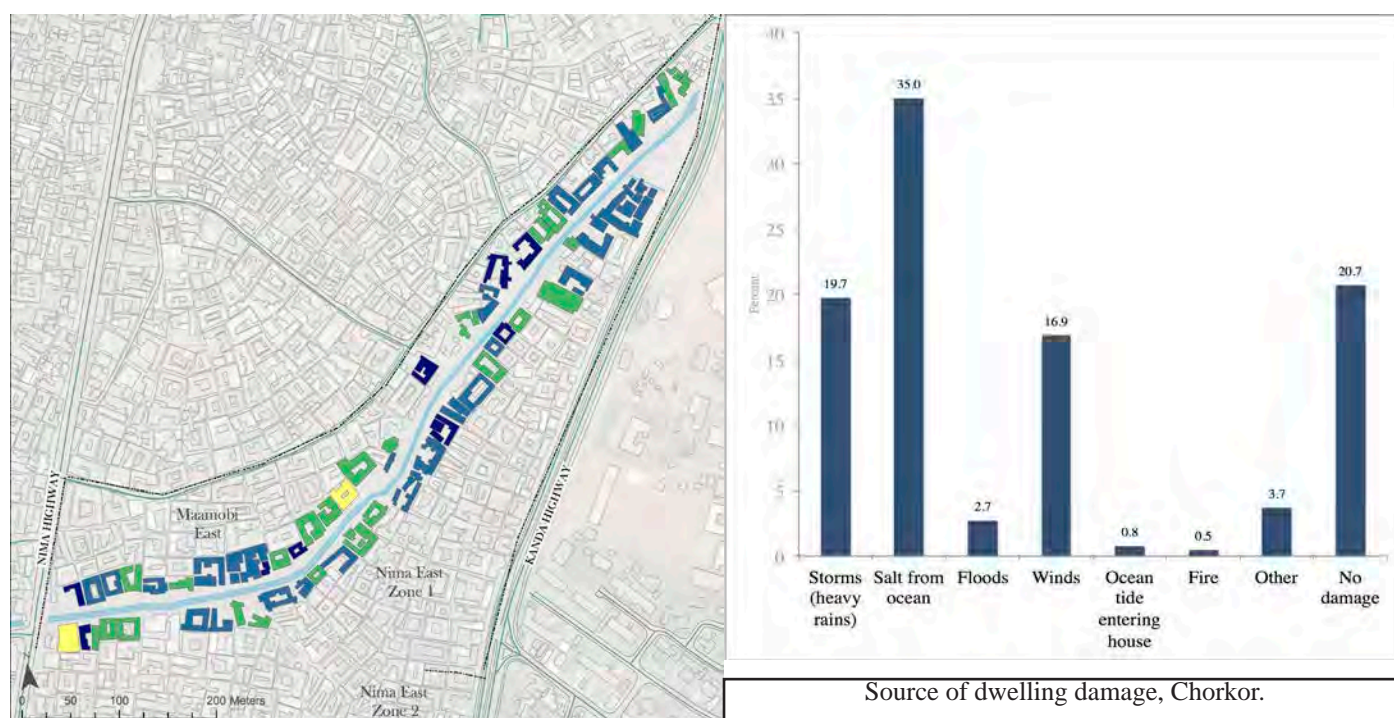 NIMA HIGHWAY
Maamobi
East
KANDA HIGHWAY
Nima East
Zone 1
Nima East
Zone 2
0 50 100 200 Meters
Percent
40
35
30
25
20
15
10
5
0
19.7
35.0
2.7
16.9
0.8
0.5
3.7
20.7
Storms
(heavy
rains)
Salt from
ocean
Floods
Winds
Ocean
tide
entering
house
Fire
Other
No
damage
Source of dwelling damage, Chorkor.